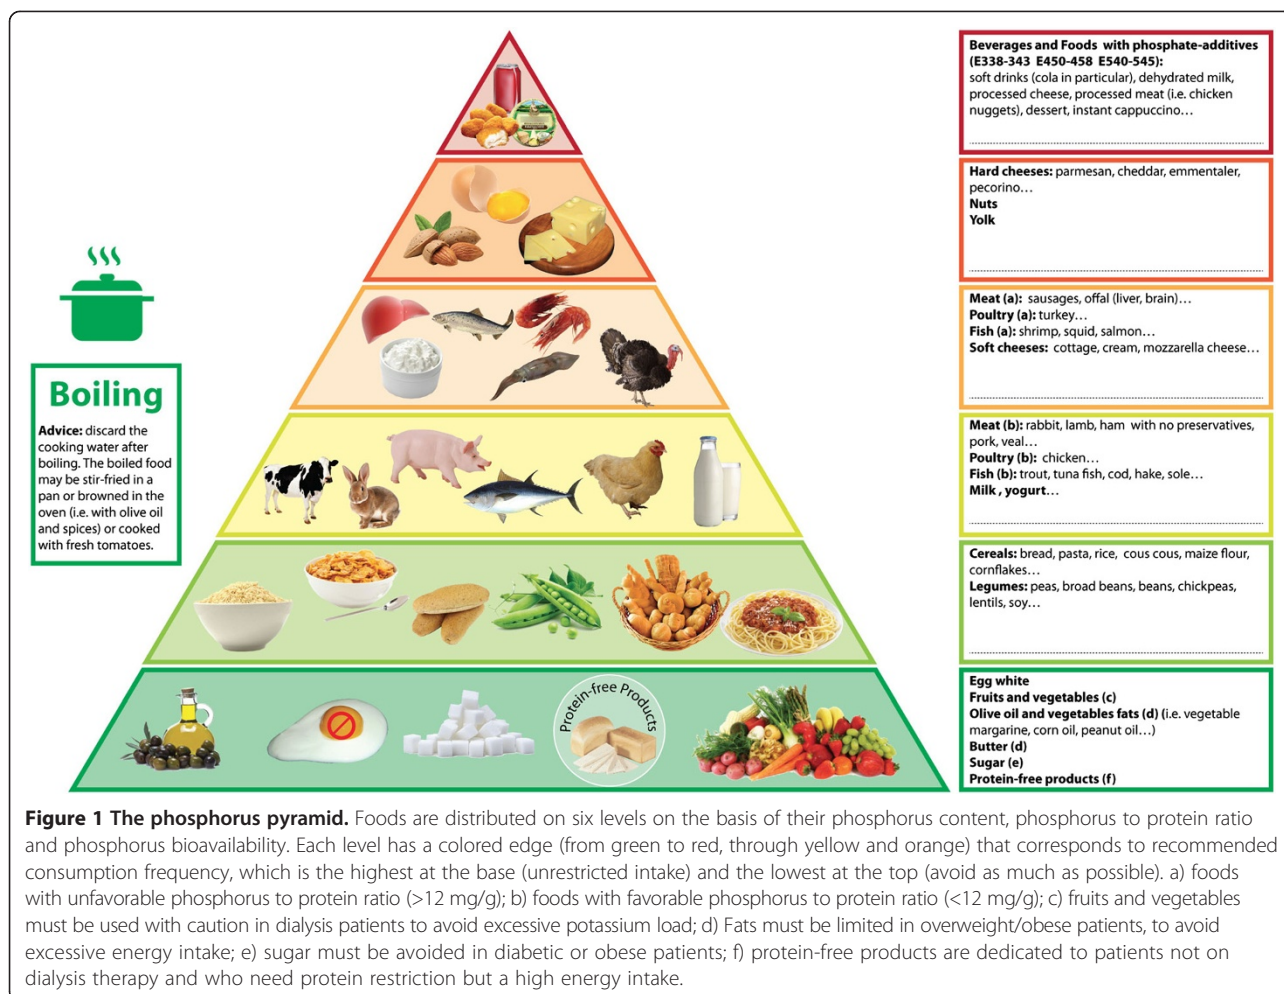 Beverages and Foods with phosphate-additives
(E338-343 E450-458 E540-545):
soft drinks (cola in particular), dehydrated milk,
processed cheese, processed meat (i.e. chicken
nuggets), dessert, instant cappuccino…
Hard cheeses: parmesan, cheddar, emmentaler,
pecorino…
Nuts
Yolk
Meat (a): sausages, offal (liver, brain)…
Poultry (a): turkey…
Fish (a): shrimp, squid, salmon…
Soft cheeses: cottage, cream, mozzarella cheese…
Boiling
Advice: discard the
cooking water after
boiling. The boiled food
may be stir-fried in a
pan or browned in the
oven (i.e. with olive oil
and spices) or cooked
with fresh tomatoes.
Meat (b): rabbit, lamb, ham with no preservatives,
pork, veal…
Poultry (b): chicken…
Fish (b): trout, tuna fish, cod, hake, sole…
Milk , yogurt…
Cereals: bread, pasta, rice, cous cous, maize flour,
cornflakes…
Legumes: peas, broad beans, beans, chickpeas,
lentils, soy…
Protein-free Products
Egg white
Fruits and vegetables (c)
Olive oil and vegetables fats (d) (i.e. vegetable
margarine, corn oil, peanut oil…)
Butter (d)
Sugar (e)
Protein-free products (f)
Figure 1 The phosphorus pyramid. Foods are distributed on six levels on the basis of their phosphorus content, phosphorus to protein ratio
and phosphorus bioavailability. Each level has a colored edge (from green to red, through yellow and orange) that corresponds to recommended
consumption frequency, which is the highest at the base (unrestricted intake) and the lowest at the top (avoid as much as possible). a) foods
with unfavorable phosphorus to protein ratio (>12 mg/g); b) foods with favorable phosphorus to protein ratio (<12 mg/g); c) fruits and vegetables
must be used with caution in dialysis patients to avoid excessive potassium load; d) Fats must be limited in overweight/obese patients, to avoid
excessive energy intake; e) sugar must be avoided in diabetic or obese patients; f) protein-free products are dedicated to patients not on
dialysis therapy and who need protein restriction but a high energy intake.